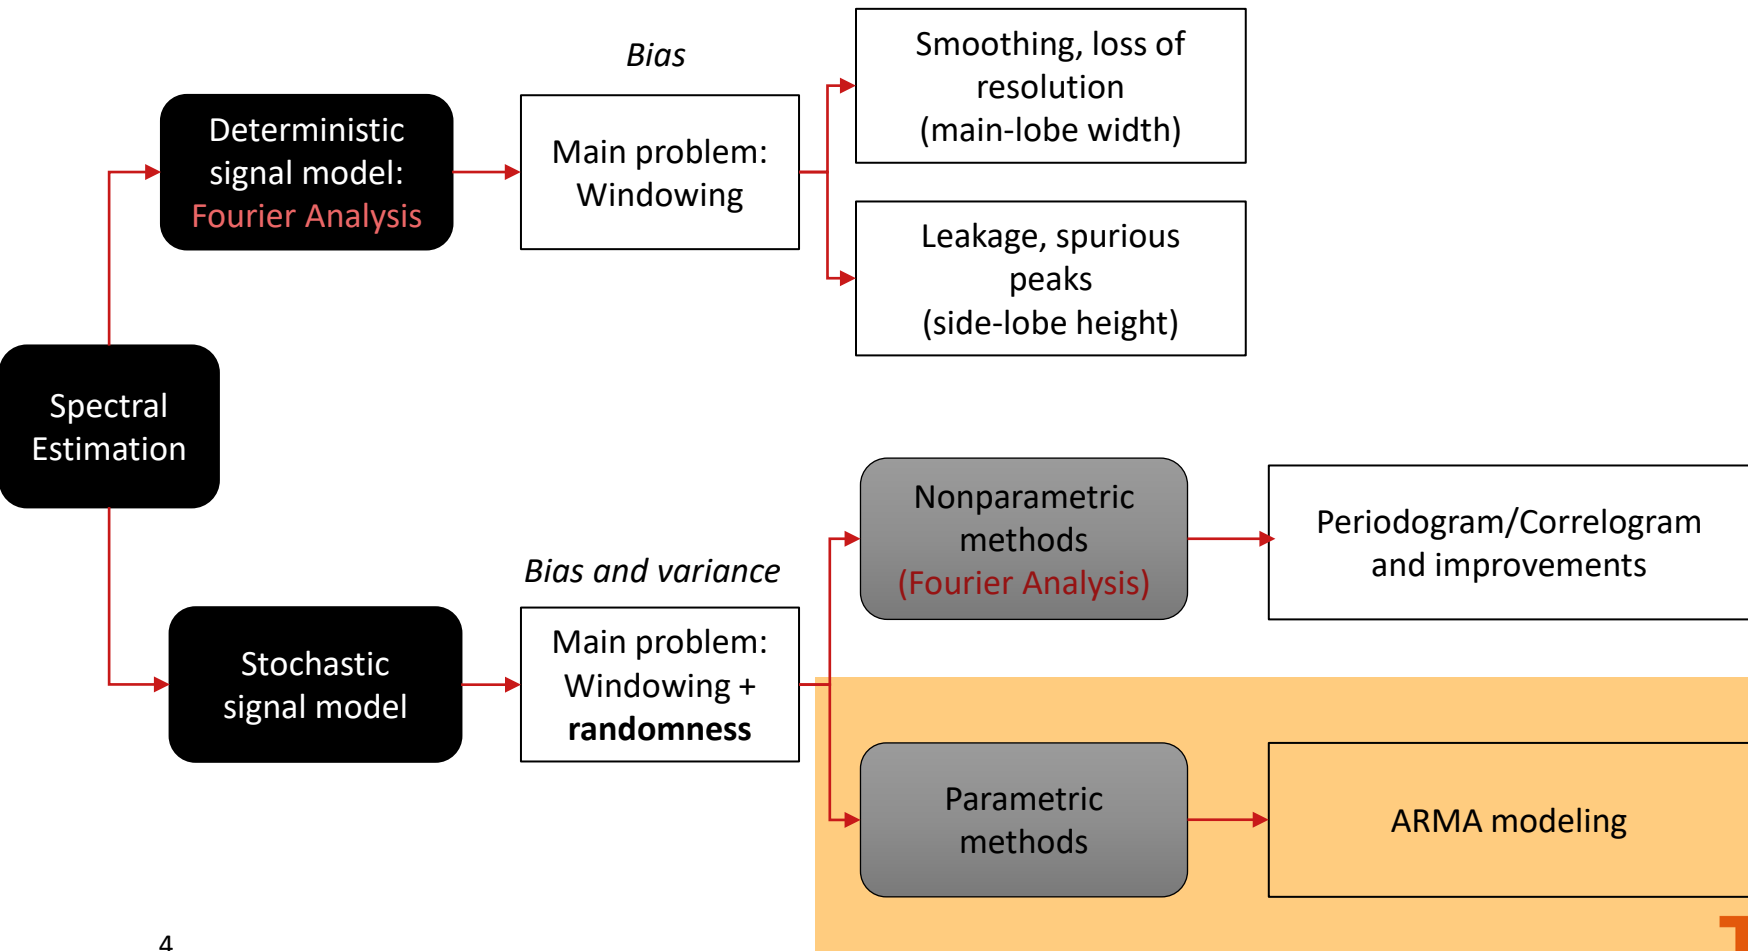 Bias
Smoothing, loss of
resolution
(main-lobe width)
Deterministic
signal model:
Fourier Analysis
Main problem:
Windowing
Leakage, spurious
peaks
(side-lobe height)
Spectral
Estimation
Nonparametric
methods
(Fourier Analysis)
Periodogram/Correlogram
and improvements
Bias and variance
Stochastic
signal model
Main problem:
Windowing +
randomness
Parametric
methods
ARMA modeling
4